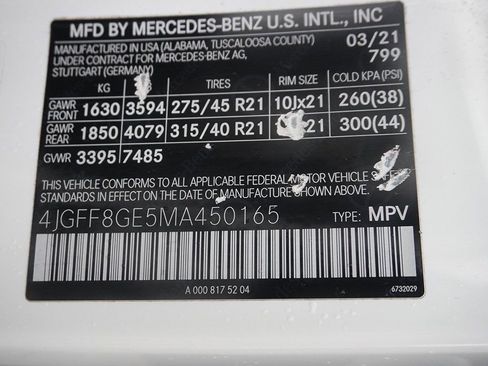 MFD BY MERCEDES-BENZ U.S. INTL., INC
MANUFACTURED IN USA (ALABAMA, TUSCALOOSA COUNTY) 03/21
UNDER CONTRACT FOR MERCEDES-BENZ AG, 799
STUTTGART (GERMANY)
KG TIRES RIM SIZE COLD KPA (PSI)
GAWR FRONT 1630 3594 275/45 R21 10Jx21 260(38)
GAWR REAR 1850 4079 315/40 R21 21 300(44)
GVWR 3395 7485
THIS VEHICLE CONFORMS TO ALL APPLICABLE FEDERAL MOTOR VEHICLE SAFETY
IN EFFECT ON THE DATE OF MANUFACTURE SHOWN ABOVE.
4JGFF8GE5MA450165 TYPE: MPV
A 000 817 52 04
6732029